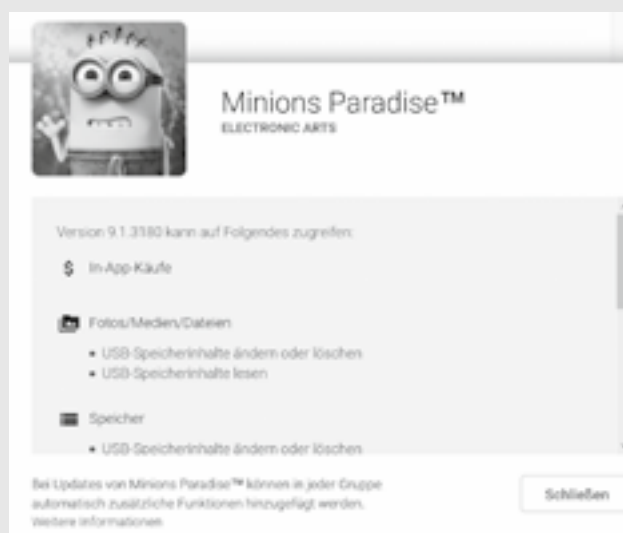 Minions Paradise™
ELECTRONIC ARTS
Version 9.1.3180 kann auf Folgendes zugreifen:
$ In-App-Käufe
Fotos/Medien/Dateien
• USB-Speicherinhalte ändern oder löschen
• USB-Speicherinhalte lesen
Speicher
• USB-Speicherinhalte ändern oder löschen
Bei Updates von Minions Paradise™ können in jeder Gruppe
automatisch zusätzliche Funktionen hinzugefügt werden.
Weitere Informationen
Schließen